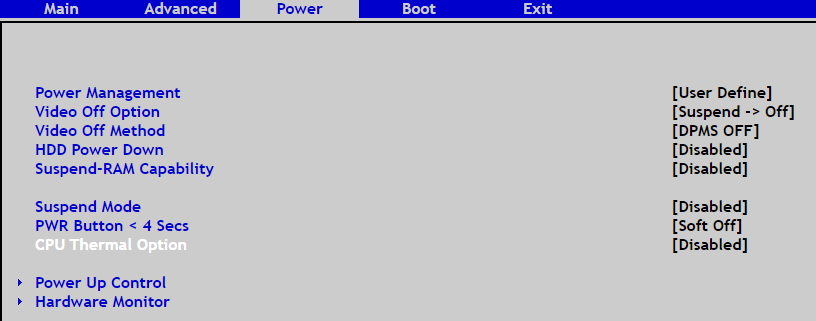 Main Advanced Power Boot Exit
Power Management [User Define]
Video Off Option [Suspend -> Off]
Video Off Method [DPMS OFF]
HDD Power Down [Disabled]
Suspend-RAM Capability [Disabled]
Suspend Mode [Disabled]
PWR Button < 4 Secs [Soft Off]
CPU Thermal Option [Disabled]
Power Up Control
Hardware Monitor